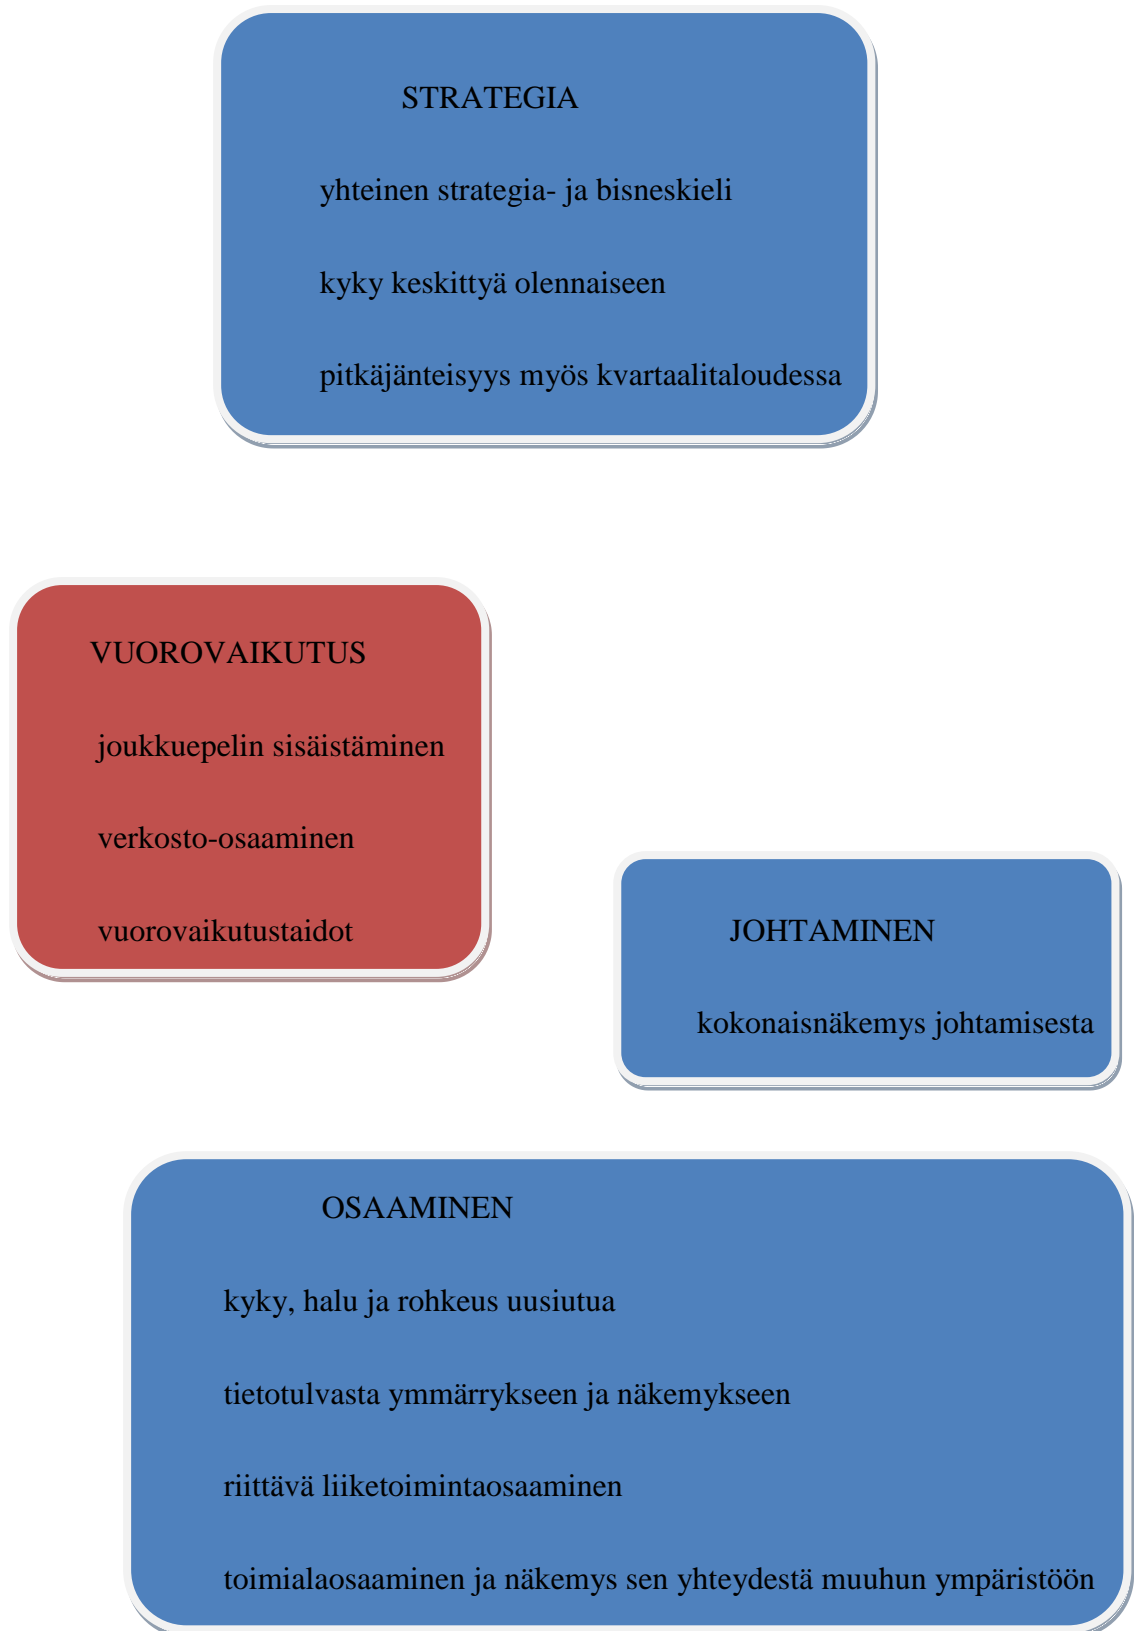 STRATEGIA
yhteinen strategia- ja bisneskieli
kyky keskittyä olennaiseen
pitkäjänteisyys myös kvartaalitaloudessa
VUOROVAIKUTUS
joukkuepelin sisäistäminen
verkosto-osaaminen
vuorovaikutustaidot
JOHTAMINEN
kokonaisnäkemys johtamisesta
OSAAMINEN
kyky, halu ja rohkeus uusiutua
tietotulvasta ymmärrykseen ja näkemykseen
riittävä liiketoimintaosaaminen
toimialaosaaminen ja näkemys sen yhteydestä muuhun ympäristöön